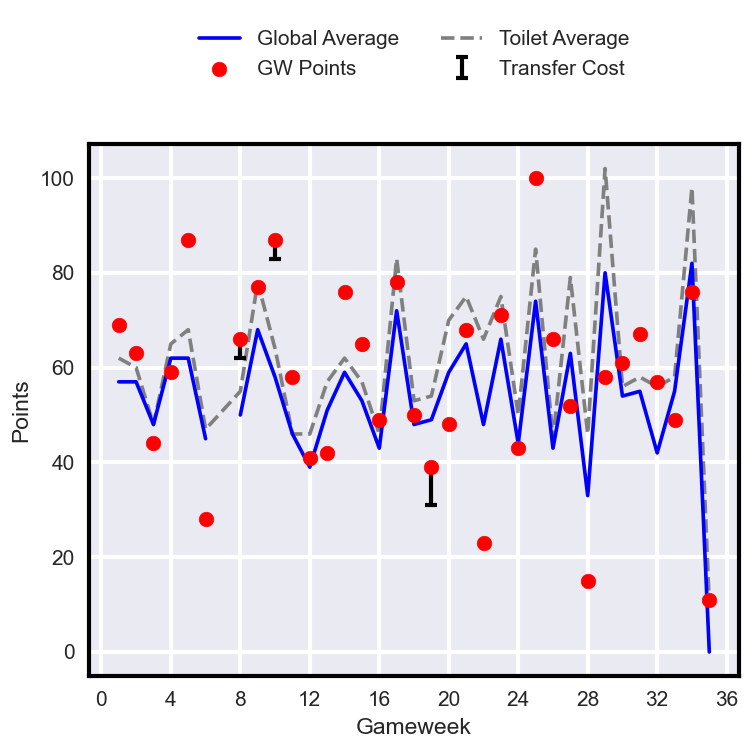 Global Average
Toilet Average
GW Points
Transfer Cost
100
80
60
40
20
0
Points
0 4 8 12 16 20 24 28 32 36
Gameweek